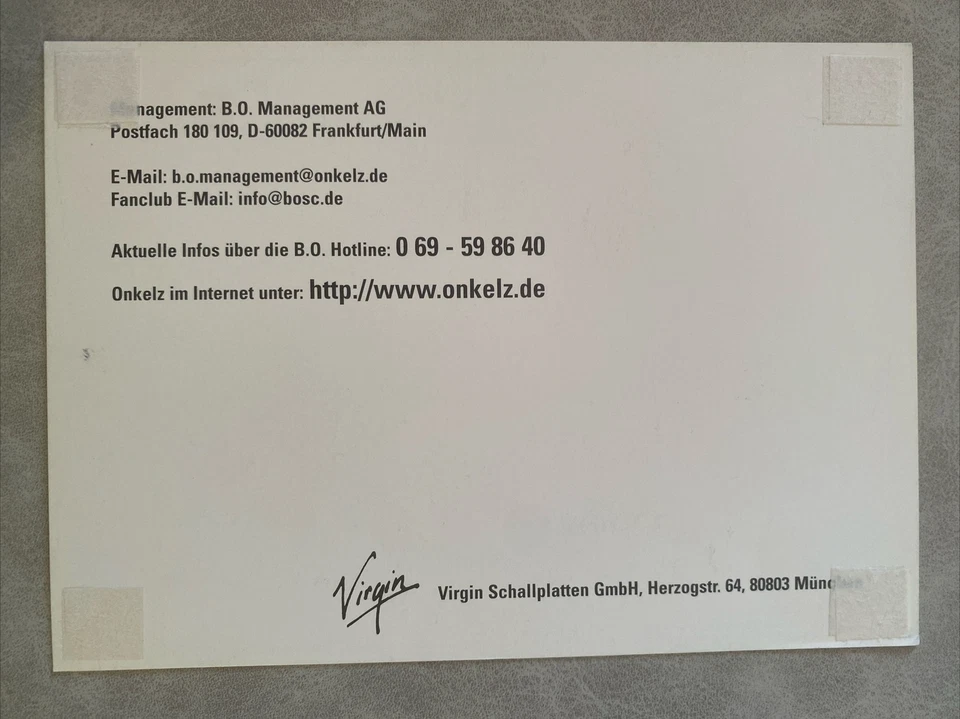 Management: B.O. Management AG
Postfach 180 109, D-60082 Frankfurt/Main
E-Mail: b.o.management@onkelz.de
Fanclub E-Mail: info@bosc.de
Aktuelle Infos über die B.O. Hotline: 0 69 - 59 86 40
Onkelz im Internet unter: http://www.onkelz.de
Virgin
Virgin Schallplatten GmbH, Herzogstr. 64, 80803 München